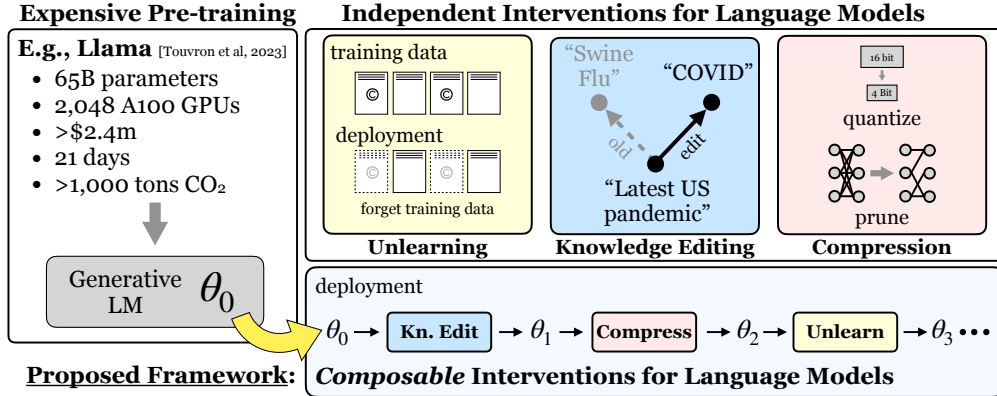 Expensive Pre-training
E.g., Llama [Touvron et al, 2023]
• 65B parameters
• 2,048 A100 GPUs
• >$2.4m
• 21 days
• >1,000 tons CO₂
Generative
LM
θ₀
Independent Interventions for Language Models
training data
©
©
deployment
©
©
forget training data
Unlearning
“Swine
Flu”
“COVID”
old
edit
“Latest US
pandemic”
Knowledge Editing
16 bit
4 Bit
quantize
prune
Compression
deployment
θ₀ → Kn. Edit → θ₁ → Compress → θ₂ → Unlearn → θ₃ •••
Proposed Framework: Composable Interventions for Language Models